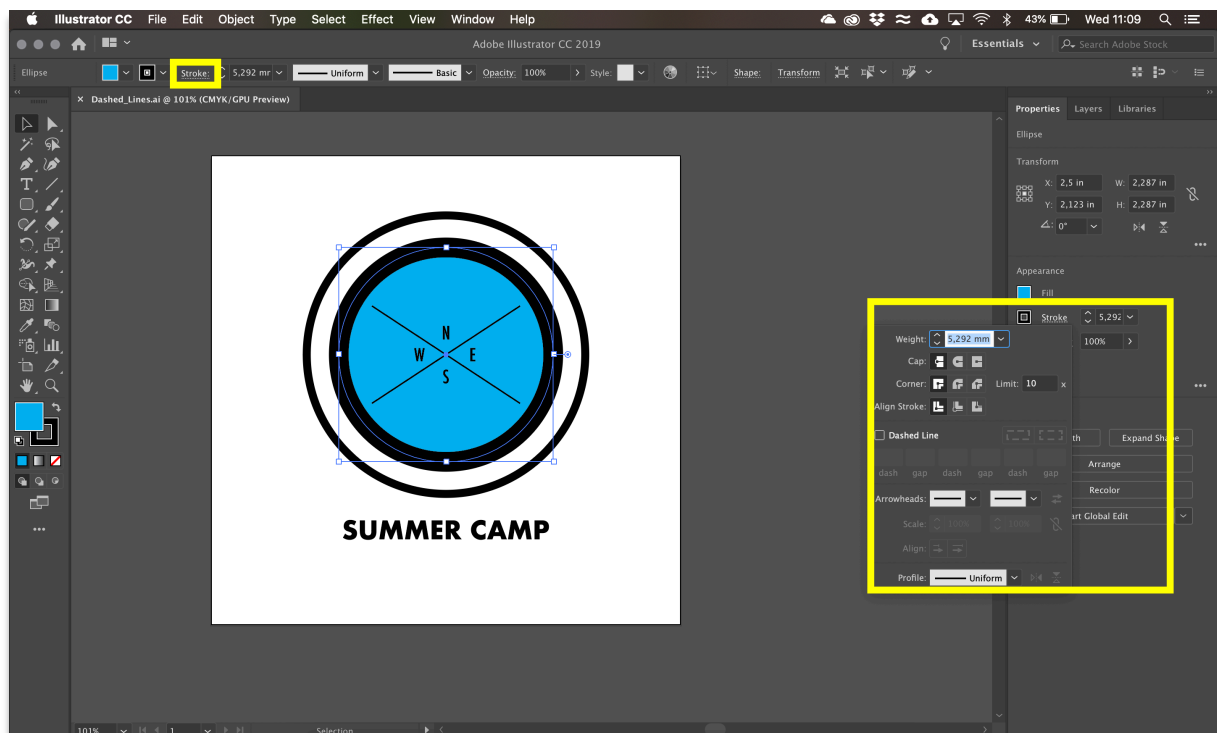 Illustrator CC File Edit Object Type Select Effect View Window Help 43% Wed 11:09
Adobe Illustrator CC 2019 Essentials Search Adobe Stock
Ellipse Stroke: 5,292 mr Uniform Basic Opacity: 100% Style: Shape: Transform
× Dashed_Lines.ai @ 101% (CMYK/GPU Preview)
Properties Layers Libraries
Ellipse
Transform
X: 2,5 in W: 2,287 in
Y: 2,123 in H: 2,287 in
0°
Appearance
Fill
Stroke 5,292
100%
Weight: 5,292 mm
Cap:
Corner: Limit: 10 x
Align Stroke:
Dashed Line
dash gap dash gap dash gap
Arrowheads:
Scale: 100% 100%
Align:
Profile: Uniform
th Expand Shape
Arrange
Recolor
art Global Edit
N
W E
S
SUMMER CAMP
101% 1 Selection